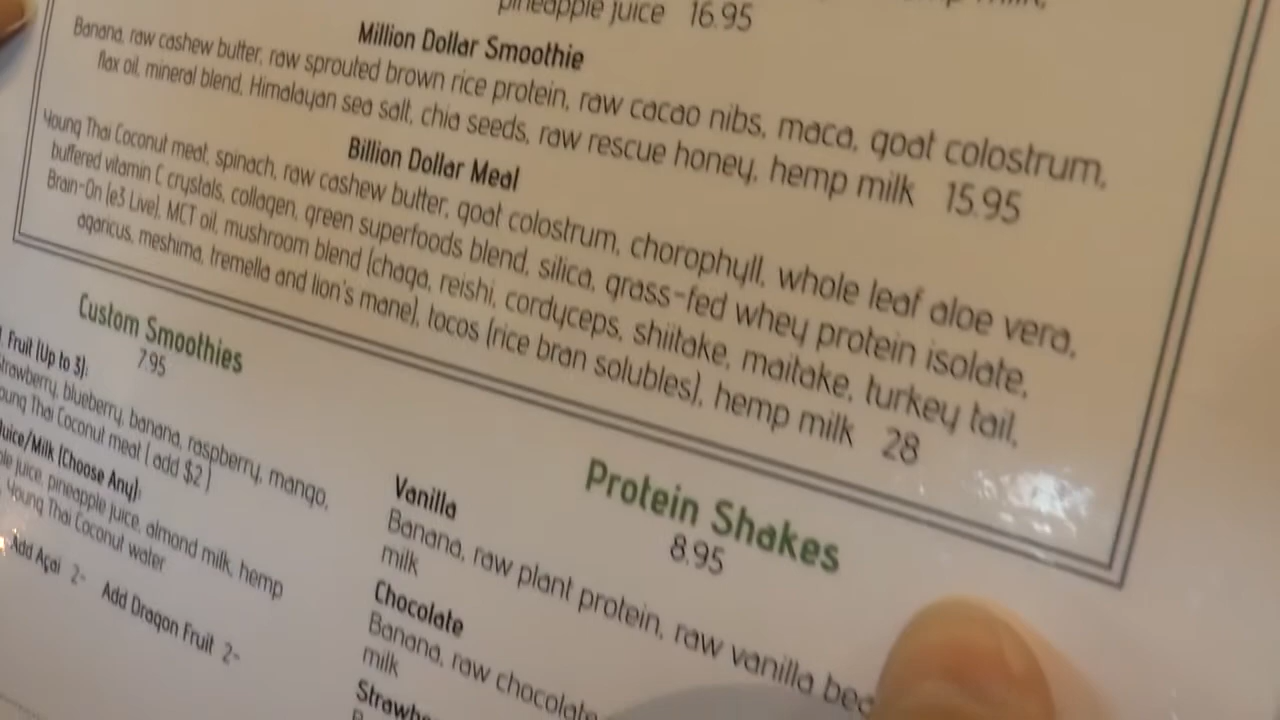 pineapple juice 16.95
Million Dollar Smoothie
Banana, raw cashew butter, raw sprouted brown rice protein, raw cacao nibs, maca, goat colostrum,
flax oil, mineral blend, Himalayan sea salt, chia seeds, raw rescue honey, hemp milk 15.95
Billion Dollar Meal
Young Thai Coconut meat, spinach, raw cashew butter, goat colostrum, chorophyll, whole leaf aloe vera,
buffered vitamin C crystals, collagen, green superfoods blend, silica, grass-fed whey protein isolate,
Brain-On (e3 Live), MCT oil, mushroom blend (chaga, reishi, cordyceps, shiitake, maitake, turkey tail,
agaricus, meshima, tremella and lion's mane), tocos (rice bran solubles), hemp milk 28
Custom Smoothies
7.95
Fruit (Up to 3):
strawberry, blueberry, banana, raspberry, mango,
Young Thai Coconut meat ( add $2 )
Juice/Milk (Choose Any):
juice, pineapple juice, almond milk, hemp
Young Thai Coconut water
Add Açai 2- Add Dragon Fruit 2-
Protein Shakes
8.95
Vanilla
Banana, raw plant protein, raw vanilla
milk
Chocolate
Banana, raw chocolate
milk